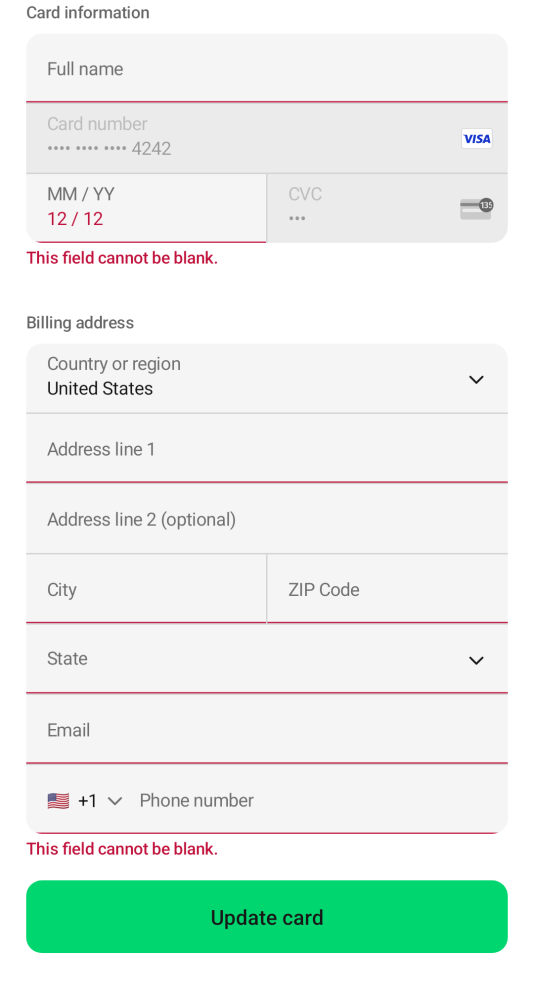 Card information
Full name
Card number
•••• •••• •••• 4242
VISA
MM / YY
12 / 12
CVC
•••
135
This field cannot be blank.
Billing address
Country or region
United States
Address line 1
Address line 2 (optional)
City
ZIP Code
State
Email
+1
Phone number
This field cannot be blank.
Update card